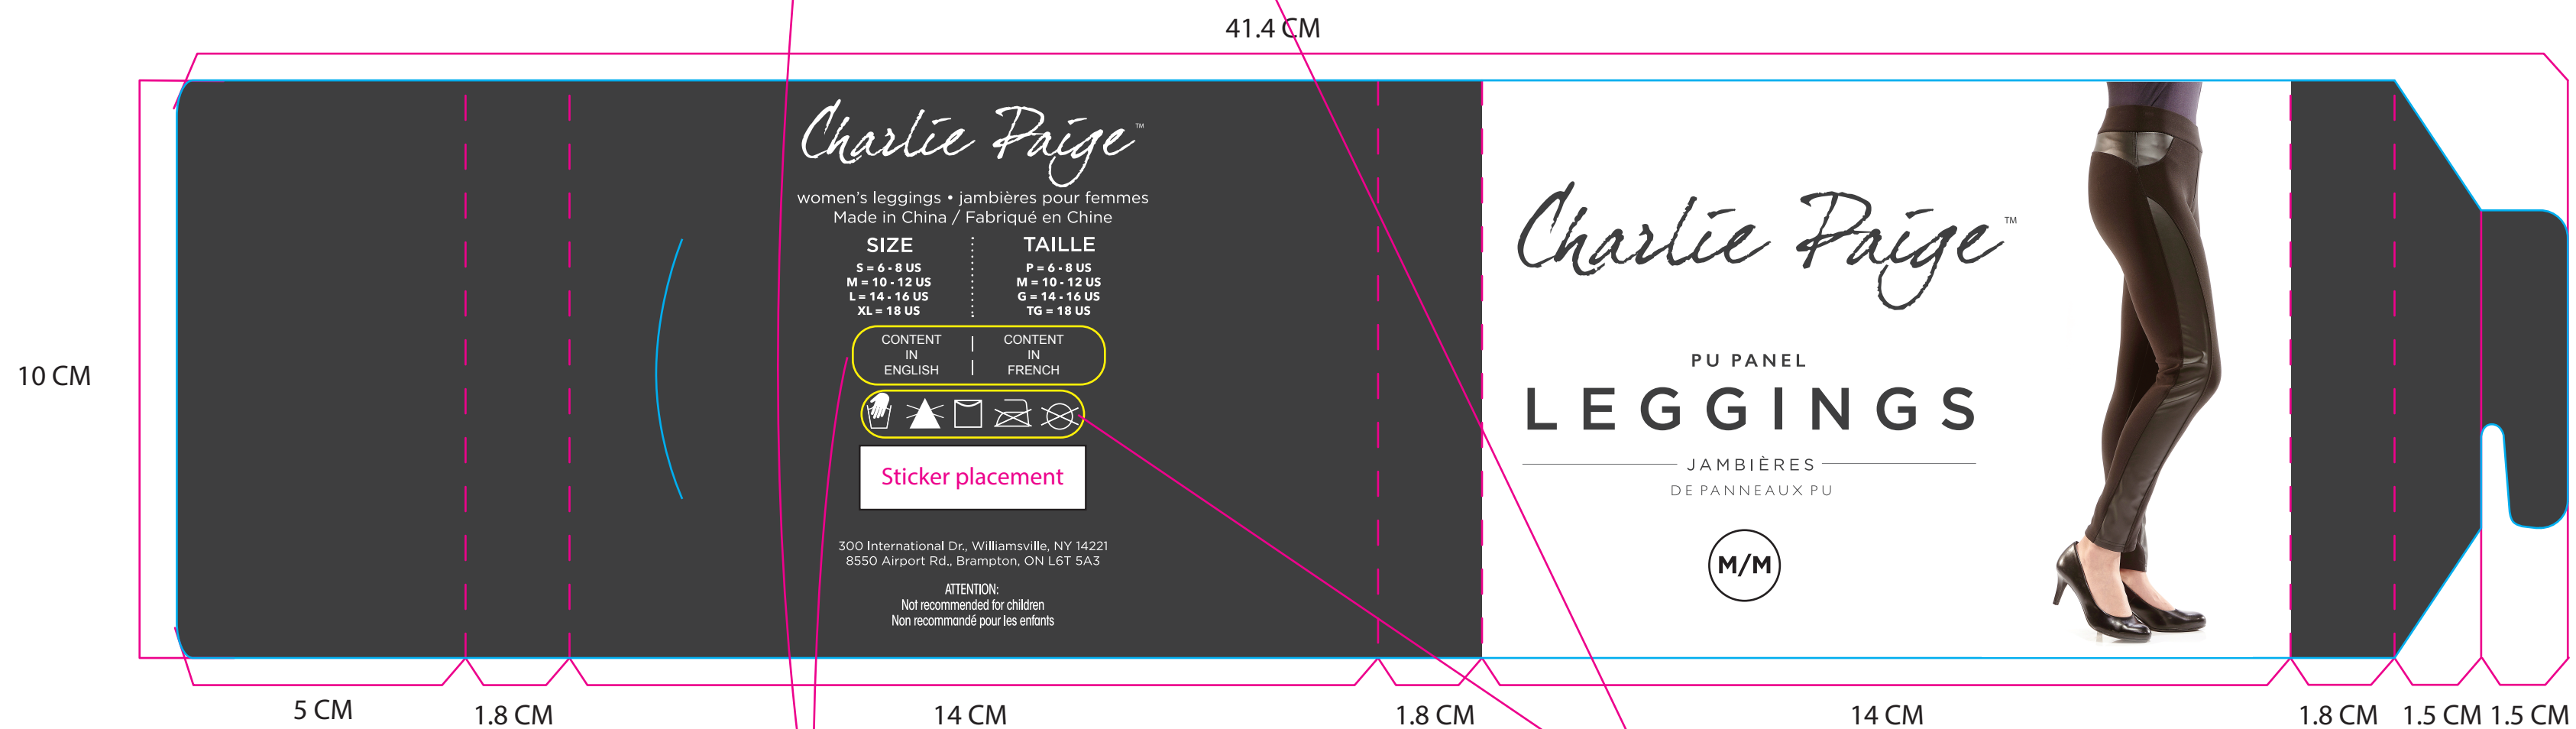 41.4 CM
10 CM
Charlie Paige™
women's leggings • jambières pour femmes
Made in China / Fabriqué en Chine
SIZE
S = 6 - 8 US
M = 10 - 12 US
L = 14 - 16 US
XL = 18 US
TAILLE
P = 6 - 8 US
M = 10 - 12 US
G = 14 - 16 US
TG = 18 US
CONTENT
IN
ENGLISH
CONTENT
IN
FRENCH
Sticker placement
300 International Dr., Williamsville, NY 14221
8550 Airport Rd., Brampton, ON L6T 5A3
ATTENTION:
Not recommended for children
Non recommandé pour les enfants
Charlie Paige™
PU PANEL
LEGGINGS
JAMBIÈRES
DE PANNEAUX PU
M/M
5 CM
1.8 CM
14 CM
1.8 CM
14 CM
1.8 CM
1.5 CM
1.5 CM